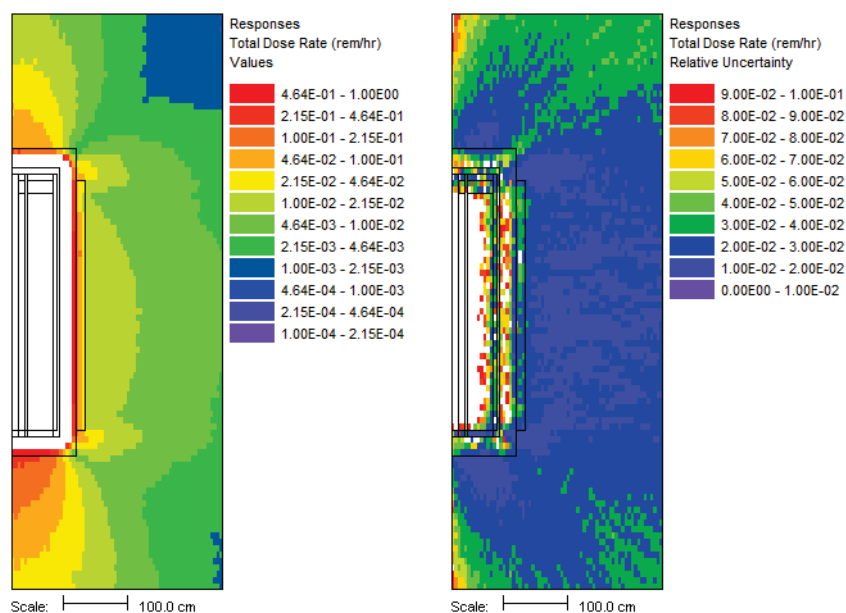 Responses
Total Dose Rate (rem/hr)
Values
4.64E-01 - 1.00E00
2.15E-01 - 4.64E-01
1.00E-01 - 2.15E-01
4.64E-02 - 1.00E-01
2.15E-02 - 4.64E-02
1.00E-02 - 2.15E-02
4.64E-03 - 1.00E-02
2.15E-03 - 4.64E-03
1.00E-03 - 2.15E-03
4.64E-04 - 1.00E-03
2.15E-04 - 4.64E-04
1.00E-04 - 2.15E-04
Scale: 100.0 cm
Responses
Total Dose Rate (rem/hr)
Relative Uncertainty
9.00E-02 - 1.00E-01
8.00E-02 - 9.00E-02
7.00E-02 - 8.00E-02
6.00E-02 - 7.00E-02
5.00E-02 - 6.00E-02
4.00E-02 - 5.00E-02
3.00E-02 - 4.00E-02
2.00E-02 - 3.00E-02
1.00E-02 - 2.00E-02
0.00E00 - 1.00E-02
Scale: 100.0 cm